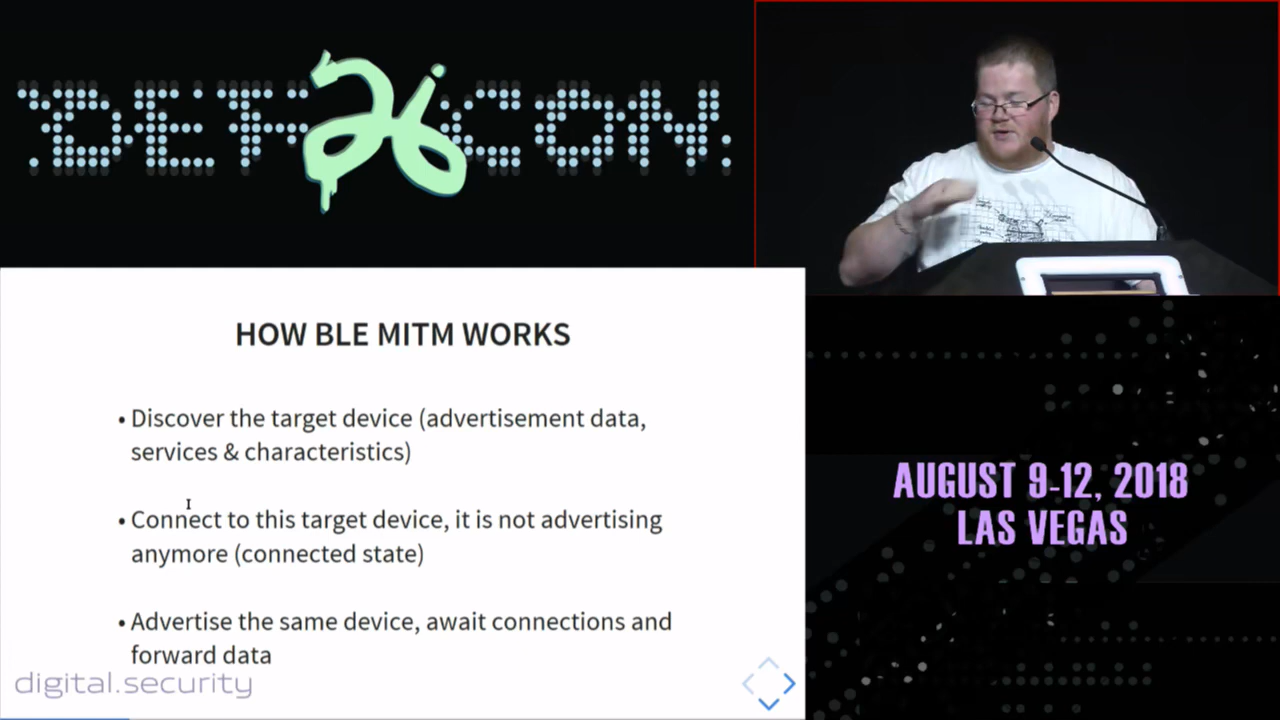 DEF 26 CON
HOW BLE MITM WORKS
• Discover the target device (advertisement data,
services & characteristics)
• Connect to this target device, it is not advertising
anymore (connected state)
• Advertise the same device, await connections and
forward data
digital.security
AUGUST 9-12, 2018
LAS VEGAS